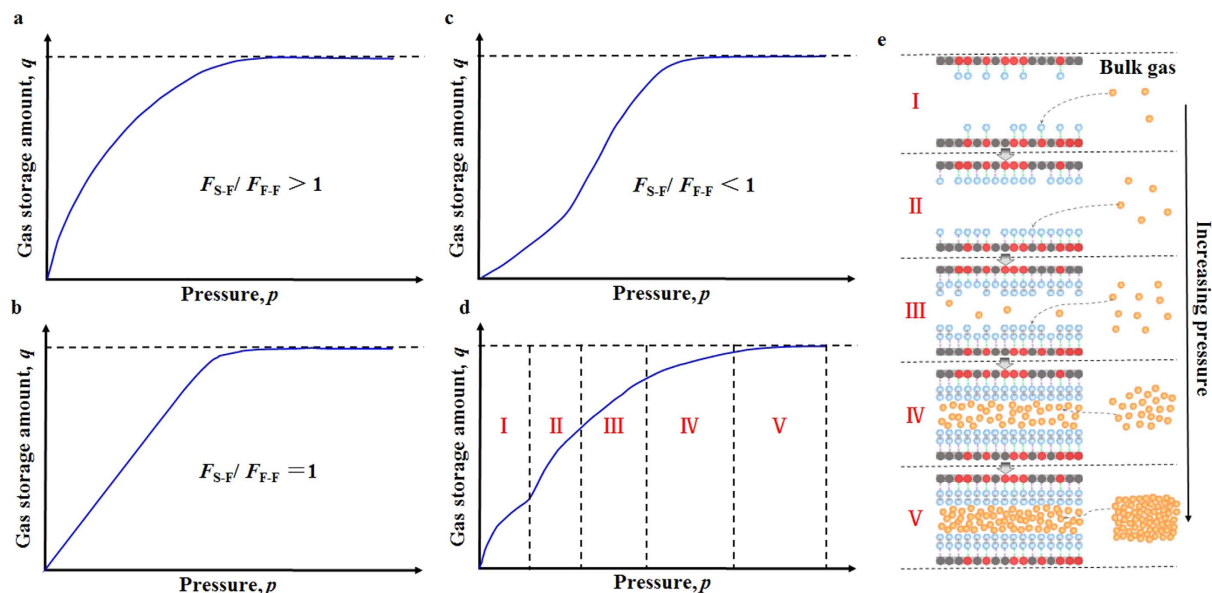 a
Gas storage amount, q
F_S-F / F_F-F > 1
Pressure, p
b
Gas storage amount, q
F_S-F / F_F-F = 1
Pressure, p
c
Gas storage amount, q
F_S-F / F_F-F < 1
Pressure, p
d
Gas storage amount, q
Ⅰ Ⅱ Ⅲ Ⅳ Ⅴ
Pressure, p
e
Bulk gas
Ⅰ
Ⅱ
Ⅲ
Ⅳ
Ⅴ
Increasing pressure